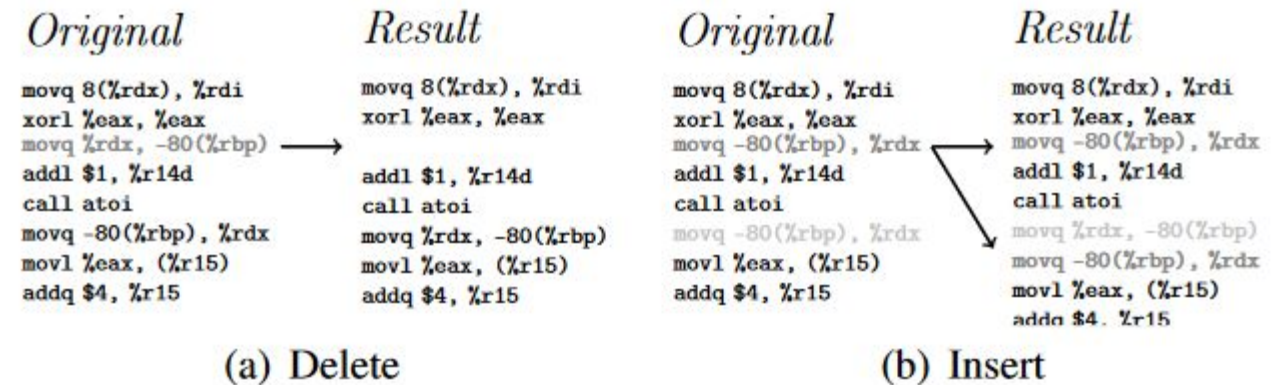 Original
movq 8(%rdx), %rdi
xorl %eax, %eax
movq %rdx, -80(%rbp)
addl $1, %r14d
call atoi
movq -80(%rbp), %rdx
movl %eax, (%r15)
addq $4, %r15
Result
movq 8(%rdx), %rdi
xorl %eax, %eax
addl $1, %r14d
call atoi
movq %rdx, -80(%rbp)
movl %eax, (%r15)
addq $4, %r15
(a) Delete
Original
movq 8(%rdx), %rdi
xorl %eax, %eax
movq -80(%rbp), %rdx
addl $1, %r14d
call atoi
movq -80(%rbp), %rdx
movl %eax, (%r15)
addq $4, %r15
Result
movq 8(%rdx), %rdi
xorl %eax, %eax
movq -80(%rbp), %rdx
addl $1, %r14d
call atoi
movq %rdx, -80(%rbp)
movq -80(%rbp), %rdx
movl %eax, (%r15)
addq $4, %r15
(b) Insert